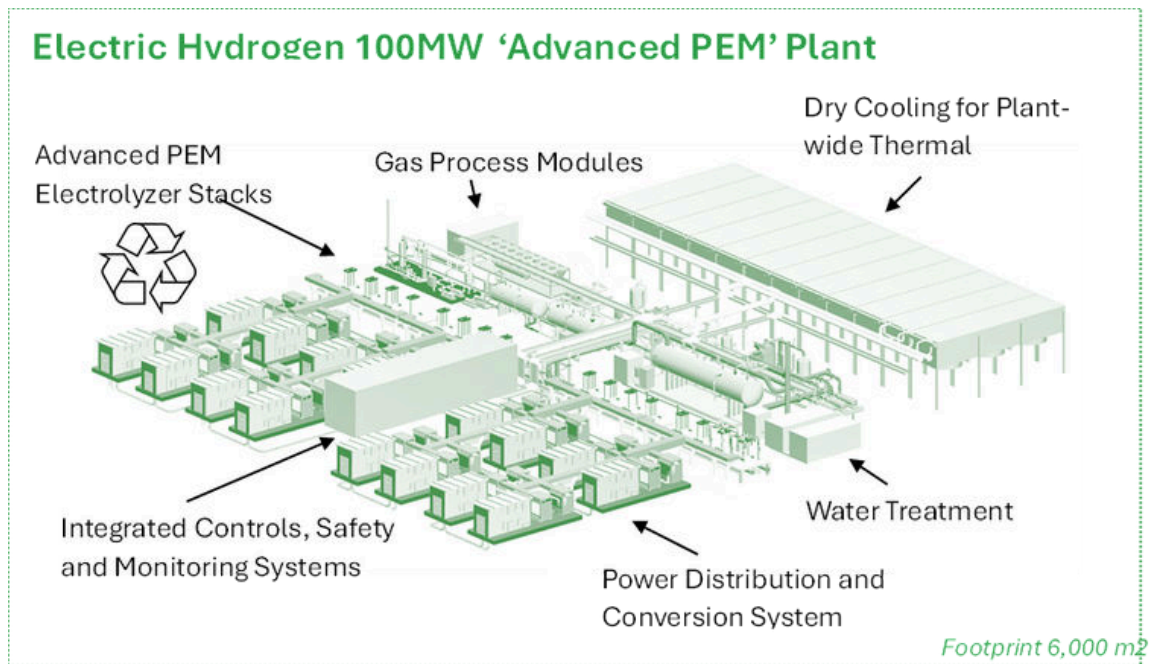 Electric Hydrogen 100MW ‘Advanced PEM’ Plant
Dry Cooling for Plant-
wide Thermal
Advanced PEM
Electrolyzer Stacks
Gas Process Modules
Integrated Controls, Safety
and Monitoring Systems
Water Treatment
Power Distribution and
Conversion System
Footprint 6,000 m2